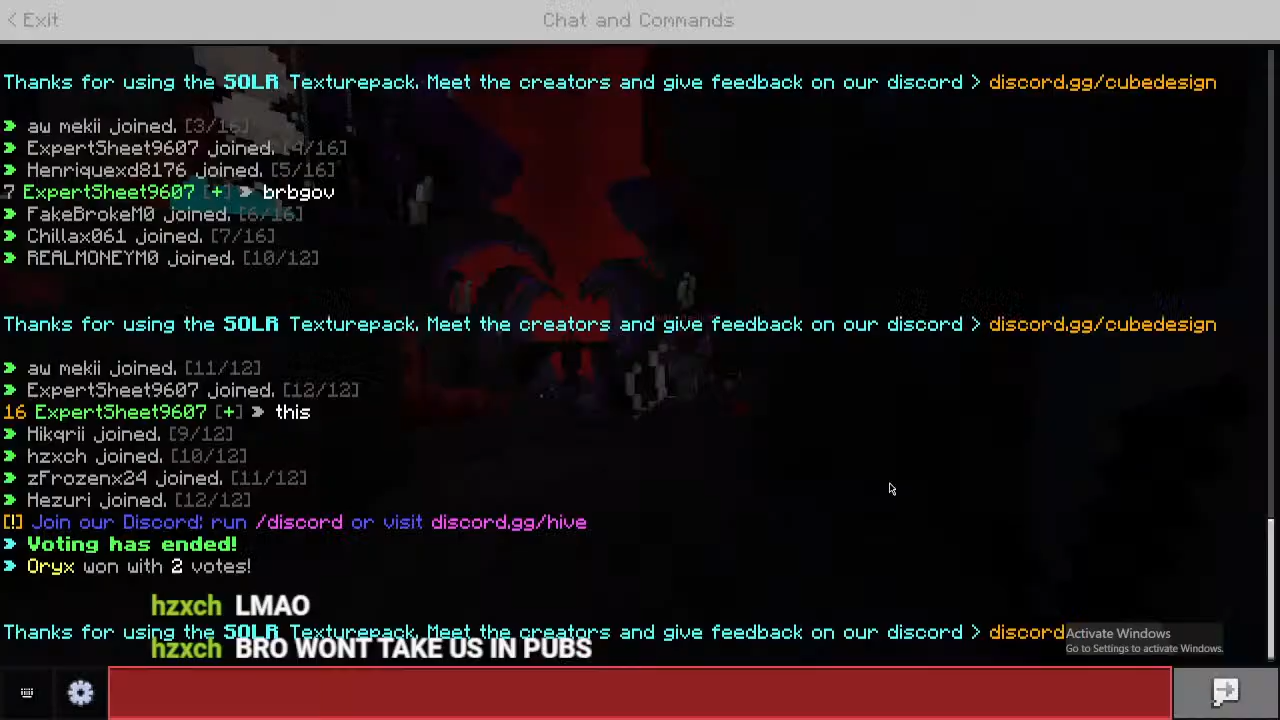 < Exit
Chat and Commands
Thanks for using the SOLR Texturepack. Meet the creators and give feedback on our discord > discord.gg/cubedesign
aw mekii joined. [3/16]
ExpertSheet9607 joined. [4/16]
Henriquexd8176 joined. [5/16]
7 ExpertSheet9607 [+] » brbgov
FakeBrokeM0 joined. [6/16]
Chillax061 joined. [7/16]
REALMONEYM0 joined. [10/12]
Thanks for using the SOLR Texturepack. Meet the creators and give feedback on our discord > discord.gg/cubedesign
aw mekii joined. [11/12]
ExpertSheet9607 joined. [12/12]
16 ExpertSheet9607 [+] » this
Hikqrii joined. [9/12]
hzxch joined. [10/12]
zFrozenx24 joined. [11/12]
Hezuri joined. [12/12]
[!] Join our Discord: run /discord or visit discord.gg/hive
» Voting has ended!
» Oryx won with 2 votes!
hzxch LMAO
Thanks for using the SOLR Texturepack. Meet the creators and give feedback on our discord > discord
hzxch BRO WONT TAKE US IN PUBS
Activate Windows
Go to Settings to activate Windows.